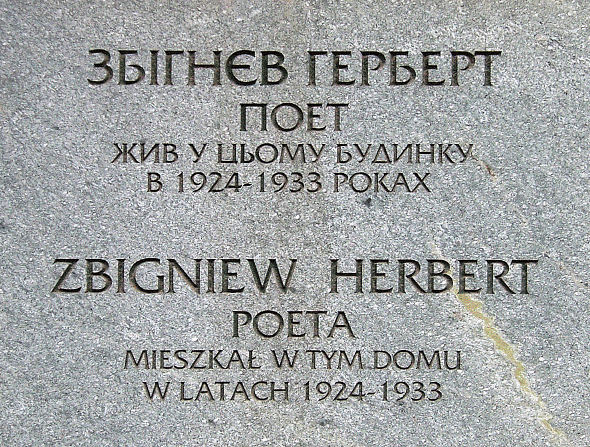 ЗБІГНЄВ ГЕРБЕРТ
ПОЕТ
ЖИВ У ЦЬОМУ БУДИНКУ
В 1924-1933 РОКАХ
ZBIGNIEW HERBERT
POETA
MIESZKAŁ W TYM DOMU
W LATACH 1924-1933